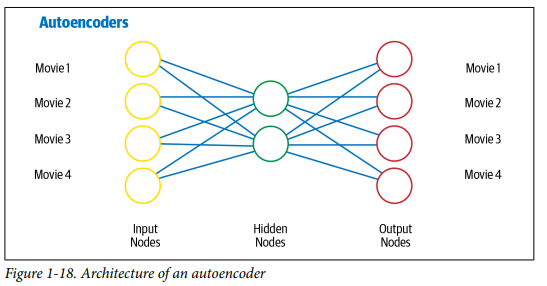 Autoencoders
Movie 1 Movie 1
Movie 2 Movie 2
Movie 3 Movie 3
Movie 4 Movie 4
Input Hidden Output
Nodes Nodes Nodes
Figure 1-18. Architecture of an autoencoder